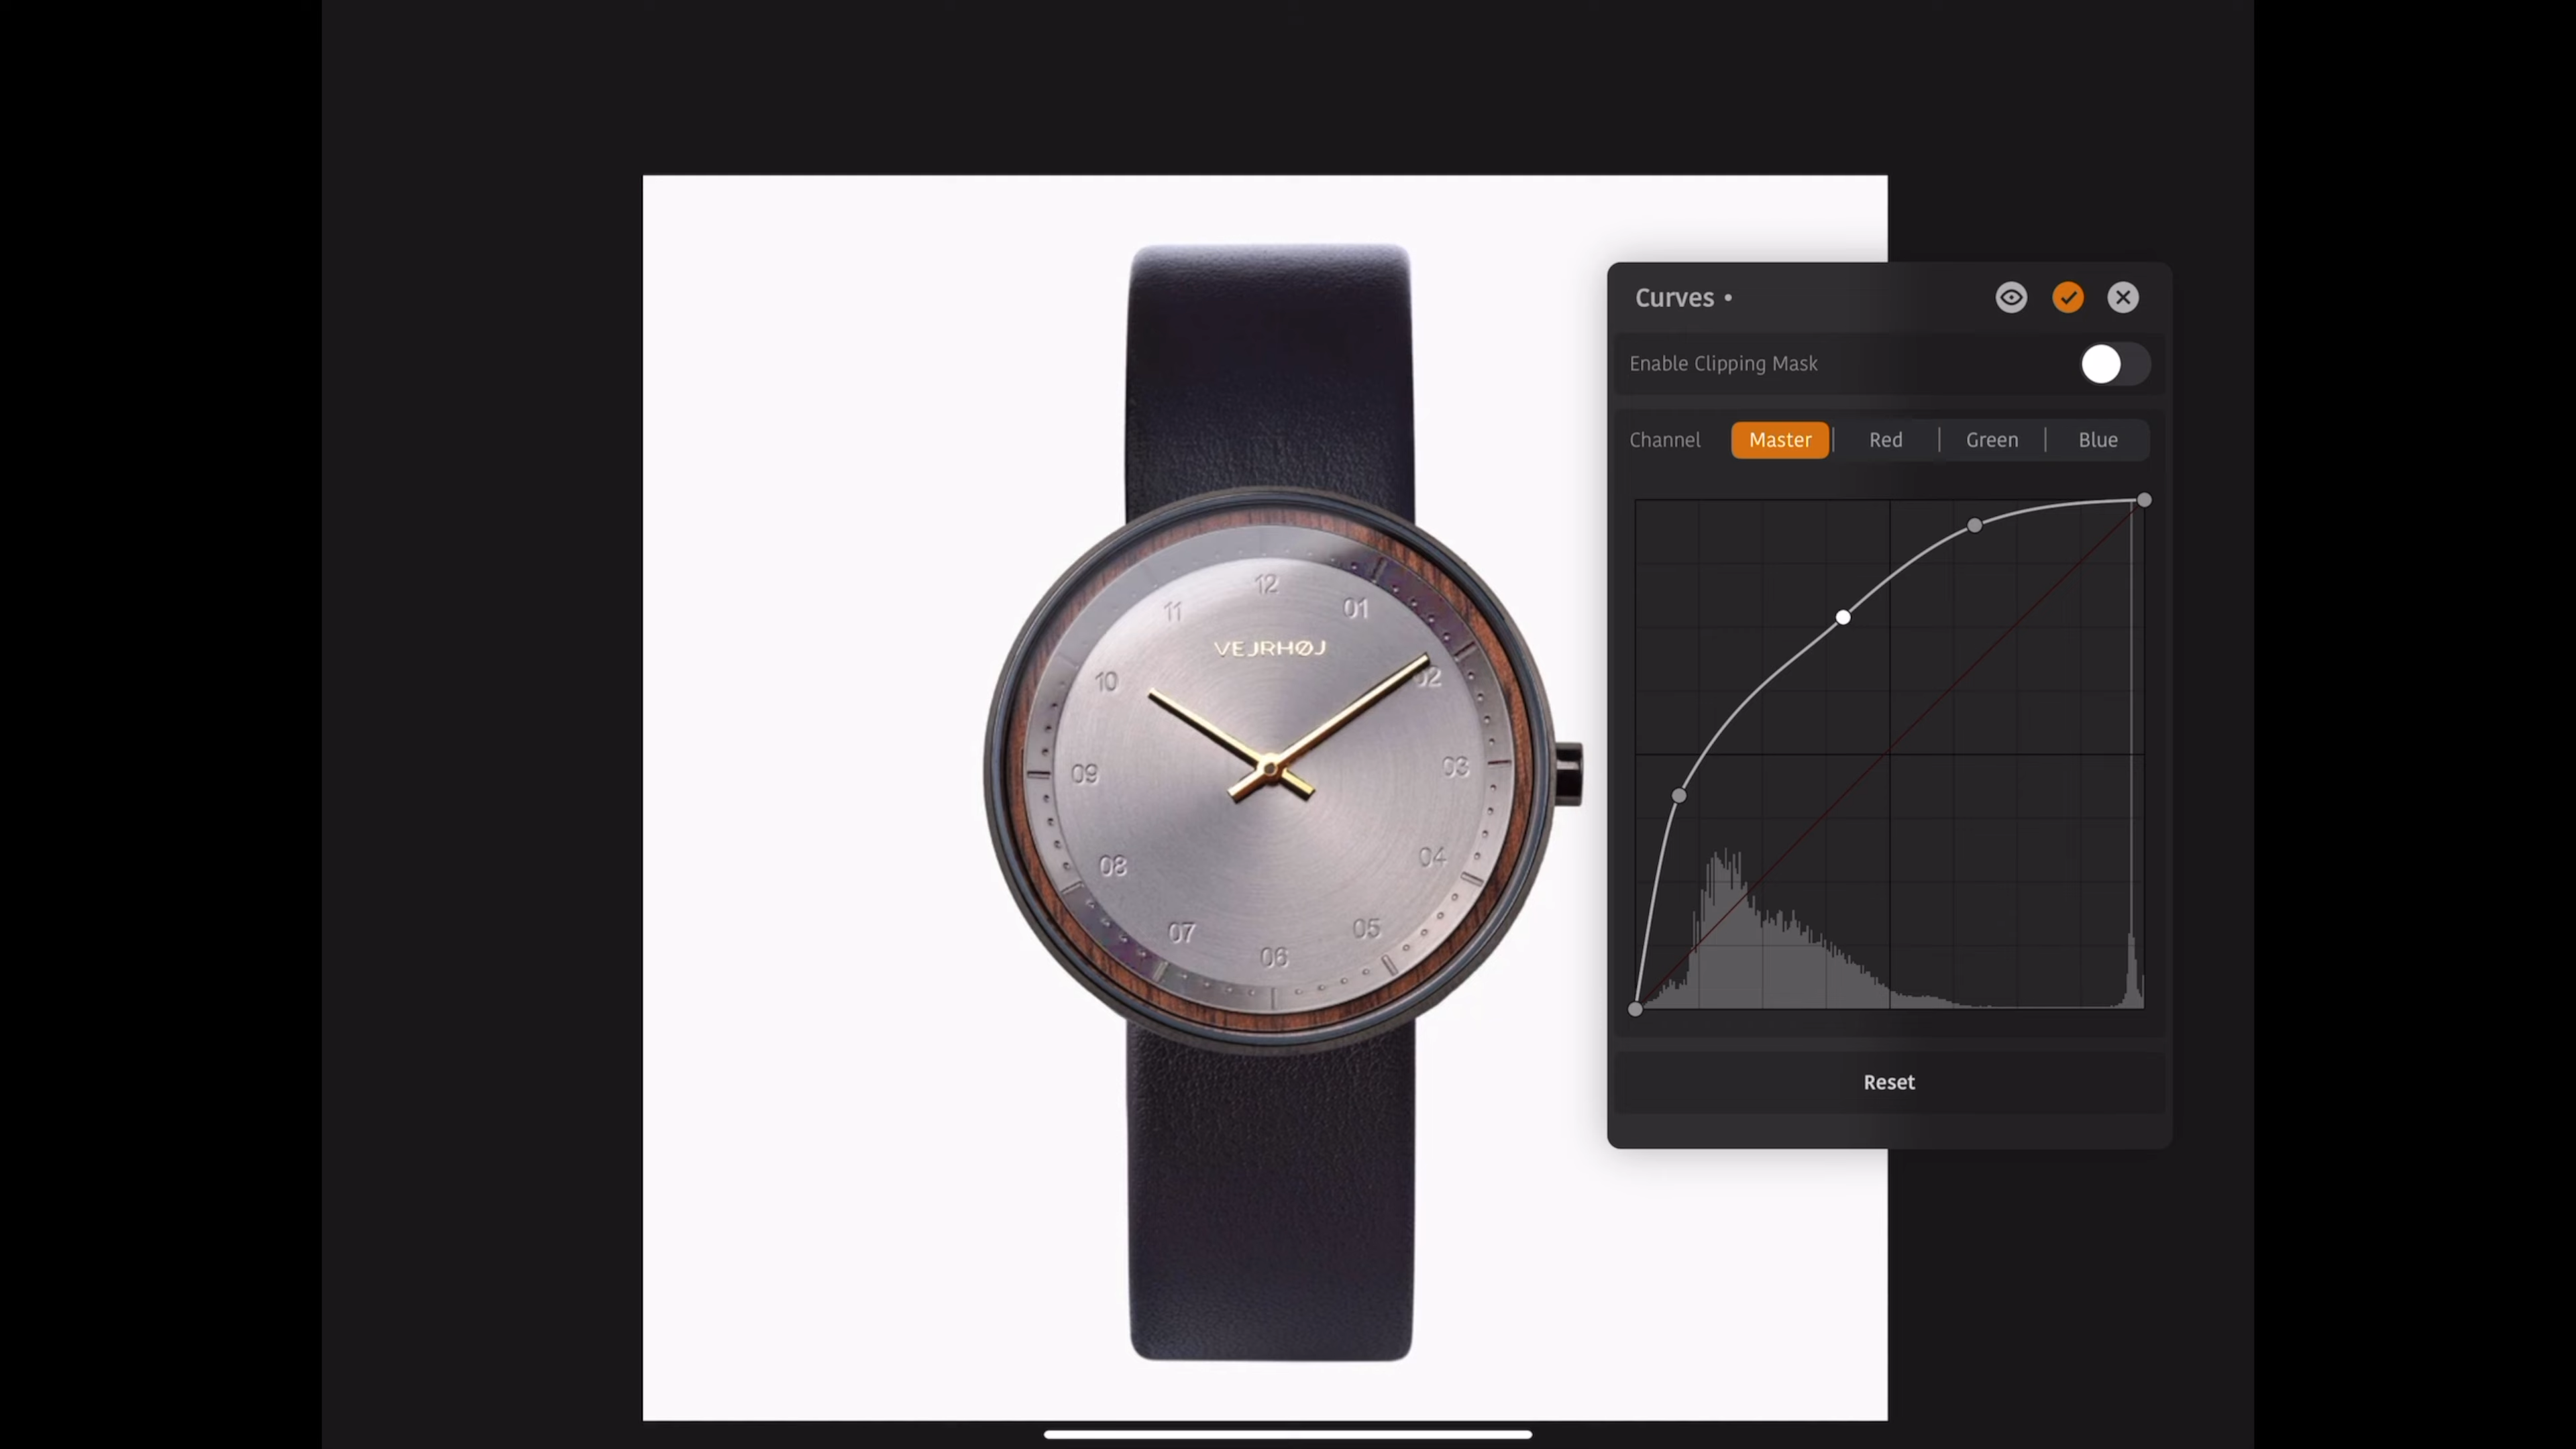 Curves •
Enable Clipping Mask
Channel Master Red Green Blue
12
11
01
VEJRHØJ
10
02
09
03
08
04
07
05
06
Reset